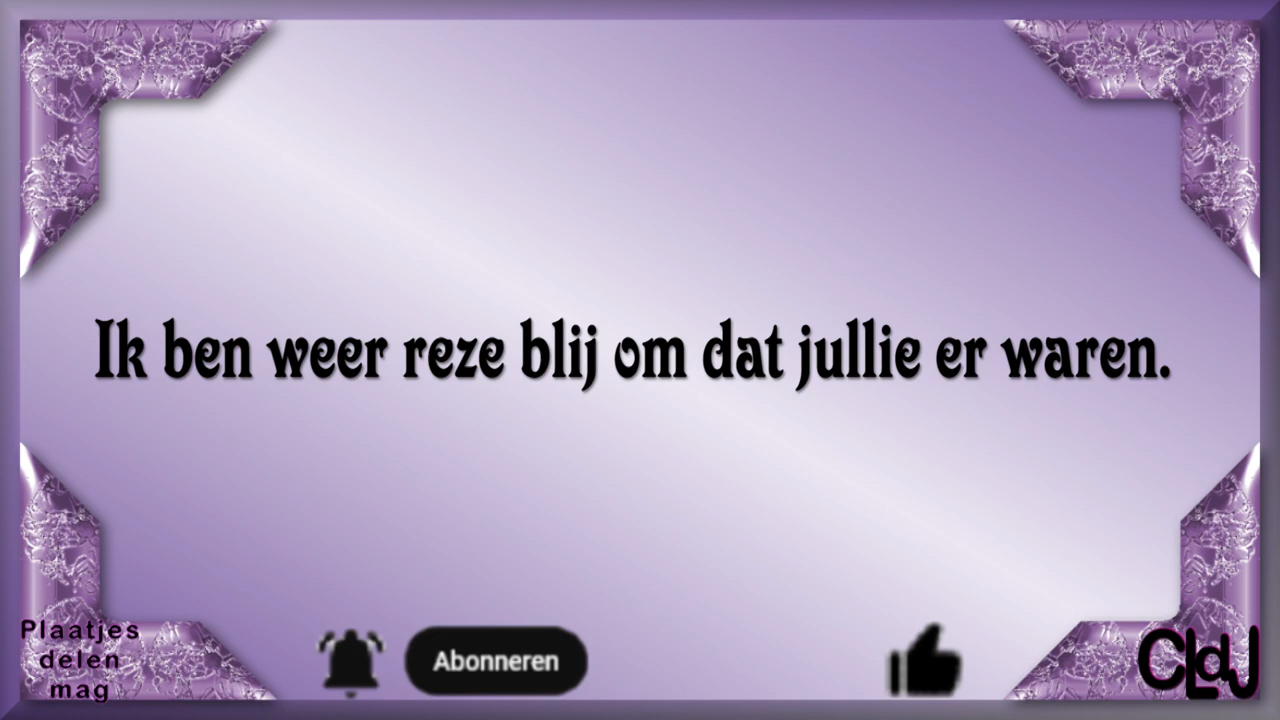 Ik ben weer reze blij om dat jullie er waren.
Plaatjes
delen
mag
Abonneren
CLdJ